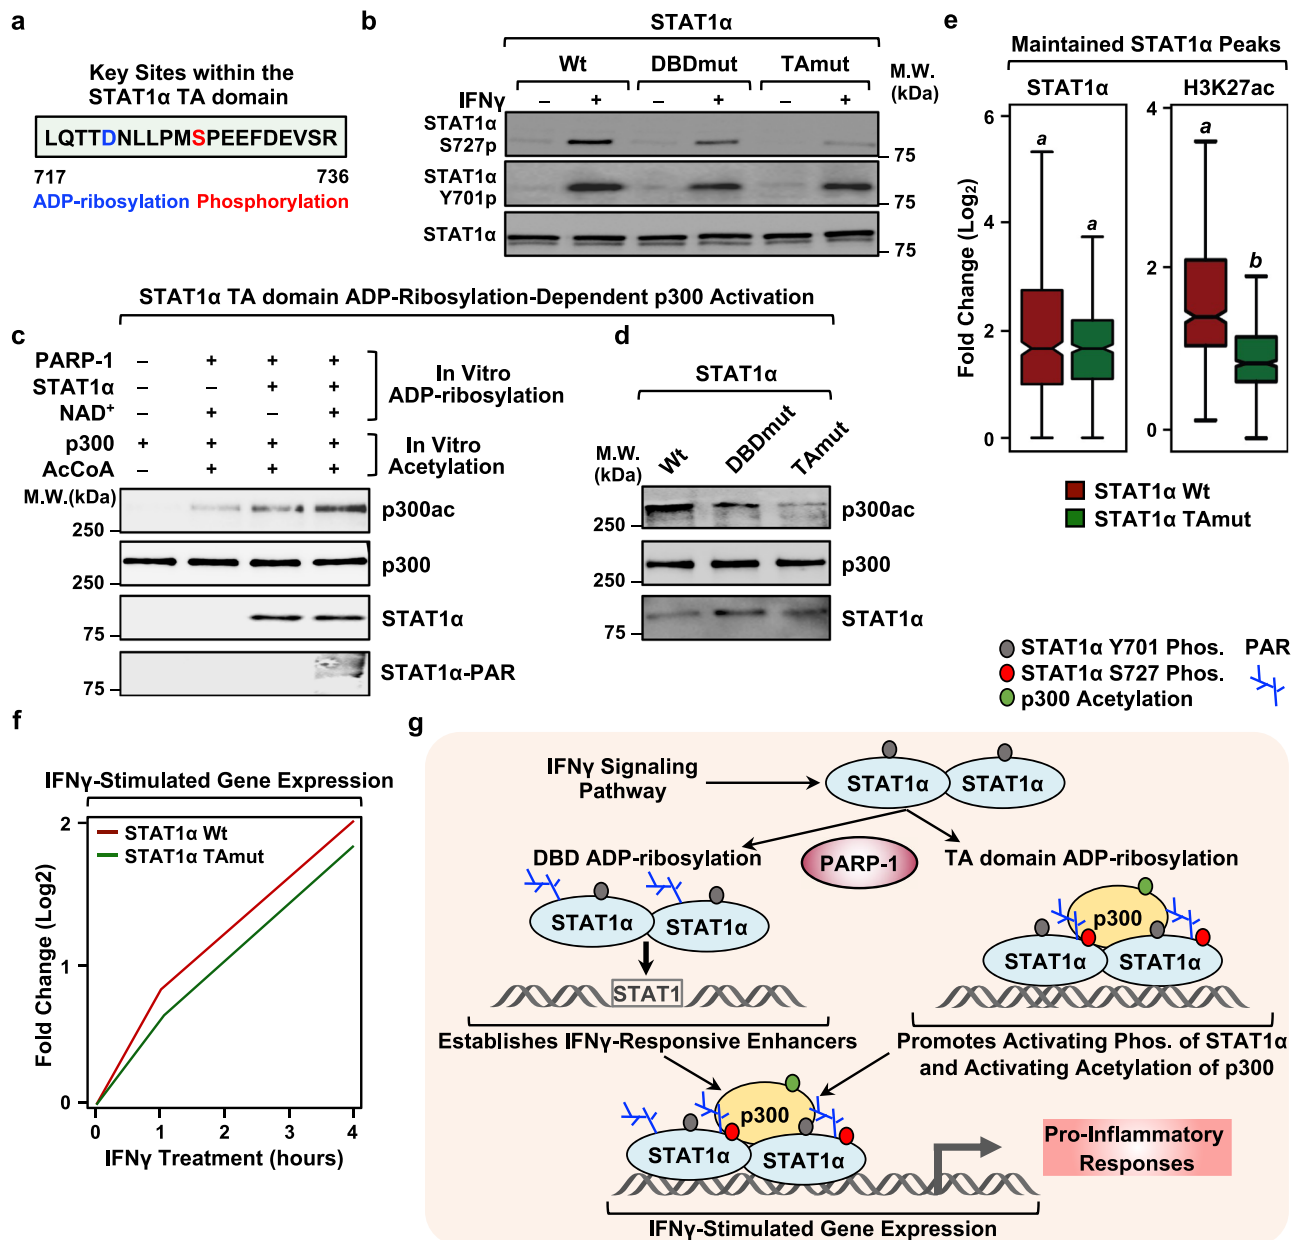 a
Key Sites within the
STAT1α TA domain
LQTTDNLLPMSPEEFDEVSR
717 736
ADP-ribosylation Phosphorylation
b
STAT1α
Wt DBDmut TAmut
M.W.
(kDa)
IFNγ – + – + – +
STAT1α
S727p
75
STAT1α
Y701p
STAT1α
75
e
Maintained STAT1α Peaks
STAT1α H3K27ac
Fold Change (Log2)
6
4
2
0
a
a
4
2
0
a
b
STAT1α Wt
STAT1α TAmut
STAT1α TA domain ADP-Ribosylation-Dependent p300 Activation
c
PARP-1 – + + +
STAT1α – – + +
NAD+ – + – +
In Vitro
ADP-ribosylation
p300 + + + +
AcCoA – + + +
In Vitro
Acetylation
M.W.(kDa)
250
p300ac
250
p300
75
STAT1α
75
STAT1α-PAR
d
STAT1α
M.W.
(kDa)
Wt DBDmut TAmut
250
p300ac
250
p300
75
STAT1α
f
IFNγ-Stimulated Gene Expression
Fold Change (Log2)
2
1
0
STAT1α Wt
STAT1α TAmut
0 1 2 3 4
IFNγ Treatment (hours)
STAT1α Y701 Phos. PAR
STAT1α S727 Phos.
p300 Acetylation
g
IFNγ Signaling
Pathway
STAT1α STAT1α
DBD ADP-ribosylation
PARP-1
TA domain ADP-ribosylation
STAT1α STAT1α
p300
STAT1α STAT1α
STAT1
Establishes IFNγ-Responsive Enhancers
Promotes Activating Phos. of STAT1α
and Activating Acetylation of p300
p300
STAT1α STAT1α
Pro-Inflammatory
Responses
IFNγ-Stimulated Gene Expression